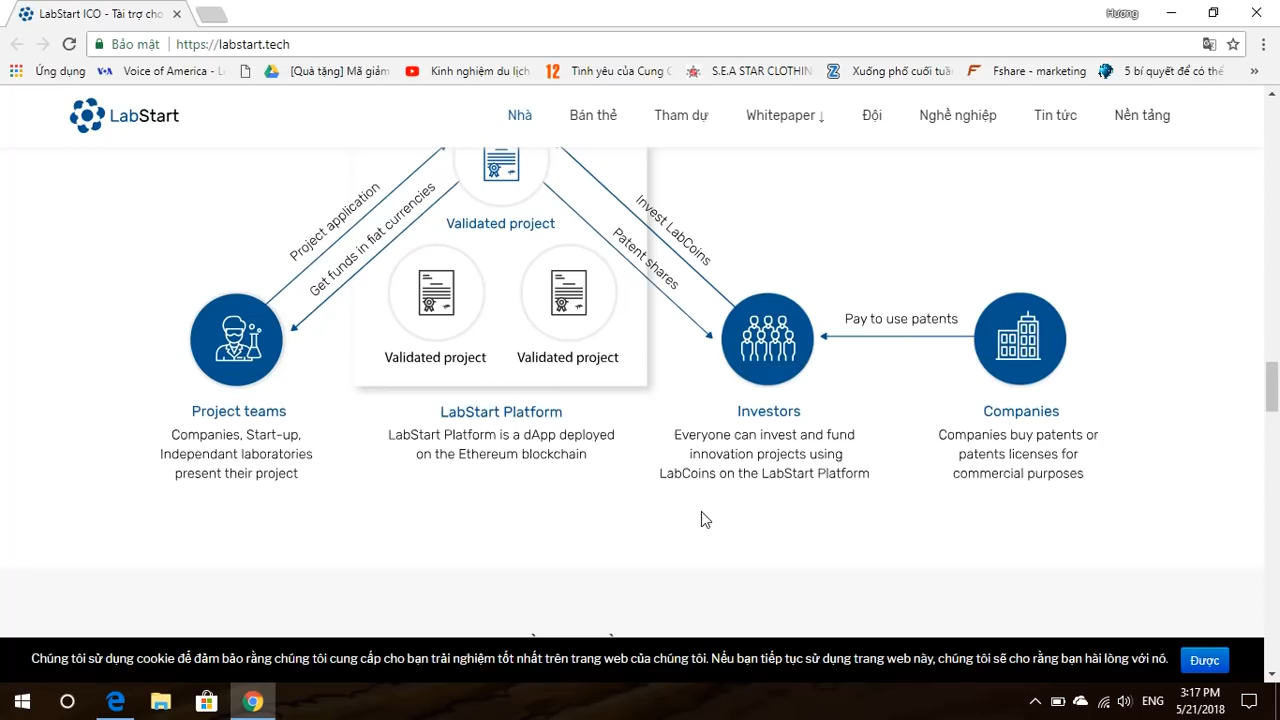 LabStart ICO - Tài trợ cho
Hương
Bảo mật
https://labstart.tech
Ứng dụng
Voice of America - L
[Quà tặng] Mã giảm
Kinh nghiệm du lịch
12
Tình yêu của Cung
S.E.A STAR CLOTHIN
Xuống phố cuối tuầ
Fshare - marketing
5 bí quyết để có thể
»
LabStart
Nhà
Bán thẻ
Tham dự
Whitepaper ↓
Đội
Nghề nghiệp
Tin tức
Nền tảng
Project application
Get funds in fiat currencies
Invest LabCoins
Patent shares
Validated project
Validated project
Validated project
Pay to use patents
Project teams
Companies, Start-up,
Independant laboratories
present their project
LabStart Platform
LabStart Platform is a dApp deployed
on the Ethereum blockchain
Investors
Everyone can invest and fund
innovation projects using
LabCoins on the LabStart Platform
Companies
Companies buy patents or
patents licenses for
commercial purposes
Chúng tôi sử dụng cookie để đảm bảo rằng chúng tôi cung cấp cho bạn trải nghiệm tốt nhất trên trang web của chúng tôi. Nếu bạn tiếp tục sử dụng trang web này, chúng tôi sẽ cho rằng bạn hài lòng với nó.
Được
ENG
3:17 PM
5/21/2018